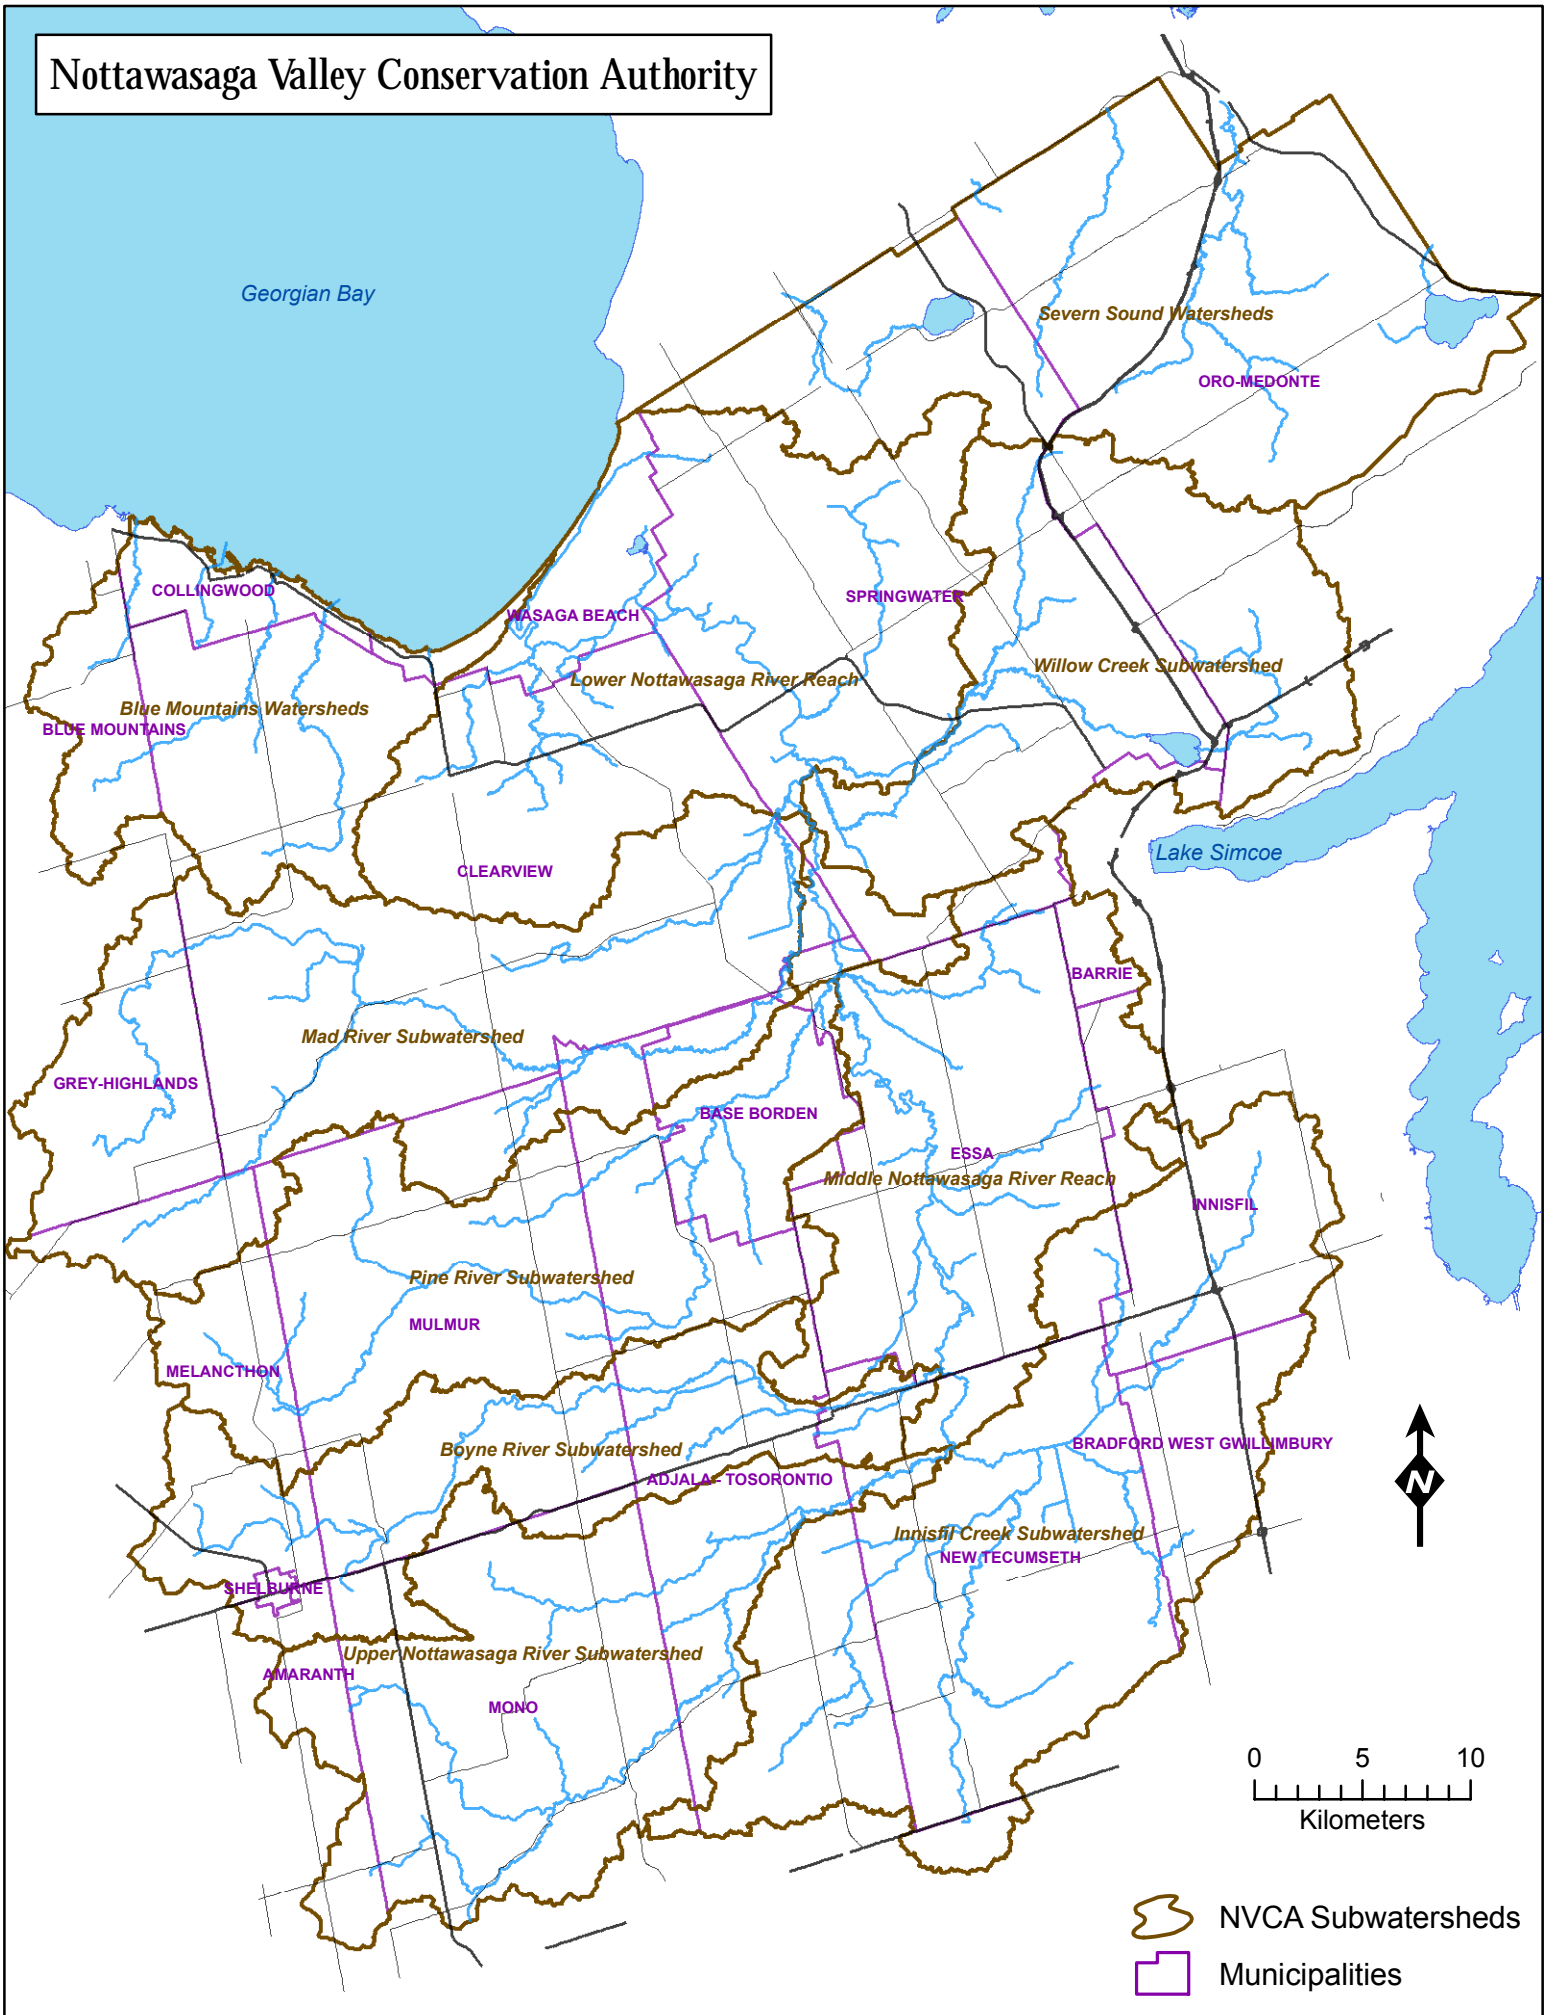 Nottawasaga Valley Conservation Authority
Georgian Bay
Severn Sound Watersheds
ORO-MEDONTE
COLLINGWOOD
SPRINGWATER
WASAGA BEACH
Willow Creek Subwatershed
Lower Nottawasaga River Reach
Blue Mountains Watersheds
BLUE MOUNTAINS
Lake Simcoe
CLEARVIEW
BARRIE
Mad River Subwatershed
GREY-HIGHLANDS
BASE BORDEN
ESSA
Middle Nottawasaga River Reach
INNISFIL
Pine River Subwatershed
MULMUR
MELANCTHON
BRADFORD WEST GWILLIMBURY
Boyne River Subwatershed
ADJALA - TOSORONTIO
N
Innisfil Creek Subwatershed
NEW TECUMSETH
SHELBURNE
Upper Nottawasaga River Subwatershed
AMARANTH
MONO
0 5 10
Kilometers
NVCA Subwatersheds
Municipalities